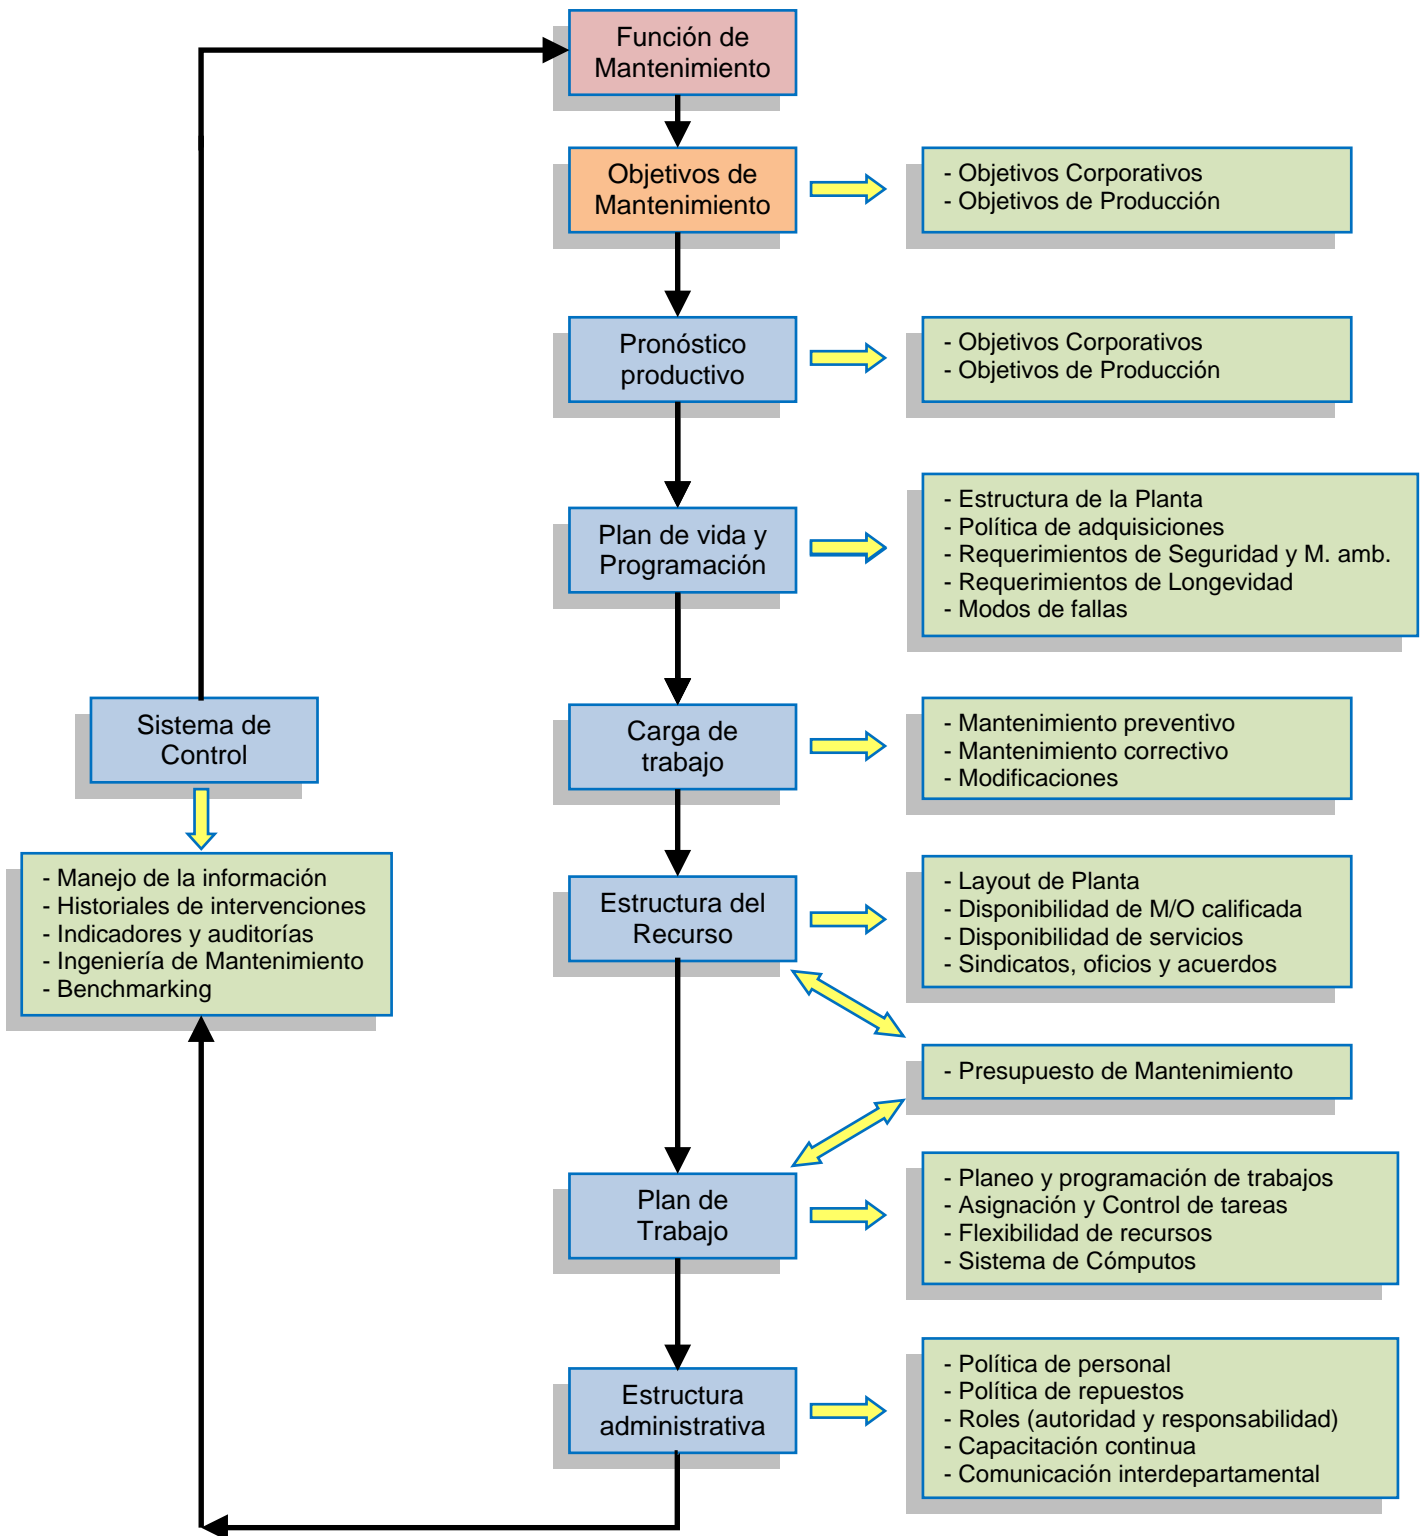 Función de
Mantenimiento
Objetivos de
Mantenimiento
- Objetivos Corporativos
- Objetivos de Producción
Pronóstico
productivo
- Objetivos Corporativos
- Objetivos de Producción
Plan de vida y
Programación
- Estructura de la Planta
- Política de adquisiciones
- Requerimientos de Seguridad y M. amb.
- Requerimientos de Longevidad
- Modos de fallas
Sistema de
Control
Carga de
trabajo
- Mantenimiento preventivo
- Mantenimiento correctivo
- Modificaciones
- Manejo de la información
- Historiales de intervenciones
- Indicadores y auditorías
- Ingeniería de Mantenimiento
- Benchmarking
Estructura del
Recurso
- Layout de Planta
- Disponibilidad de M/O calificada
- Disponibilidad de servicios
- Sindicatos, oficios y acuerdos
- Presupuesto de Mantenimiento
Plan de
Trabajo
- Planeo y programación de trabajos
- Asignación y Control de tareas
- Flexibilidad de recursos
- Sistema de Cómputos
Estructura
administrativa
- Política de personal
- Política de repuestos
- Roles (autoridad y responsabilidad)
- Capacitación continua
- Comunicación interdepartamental